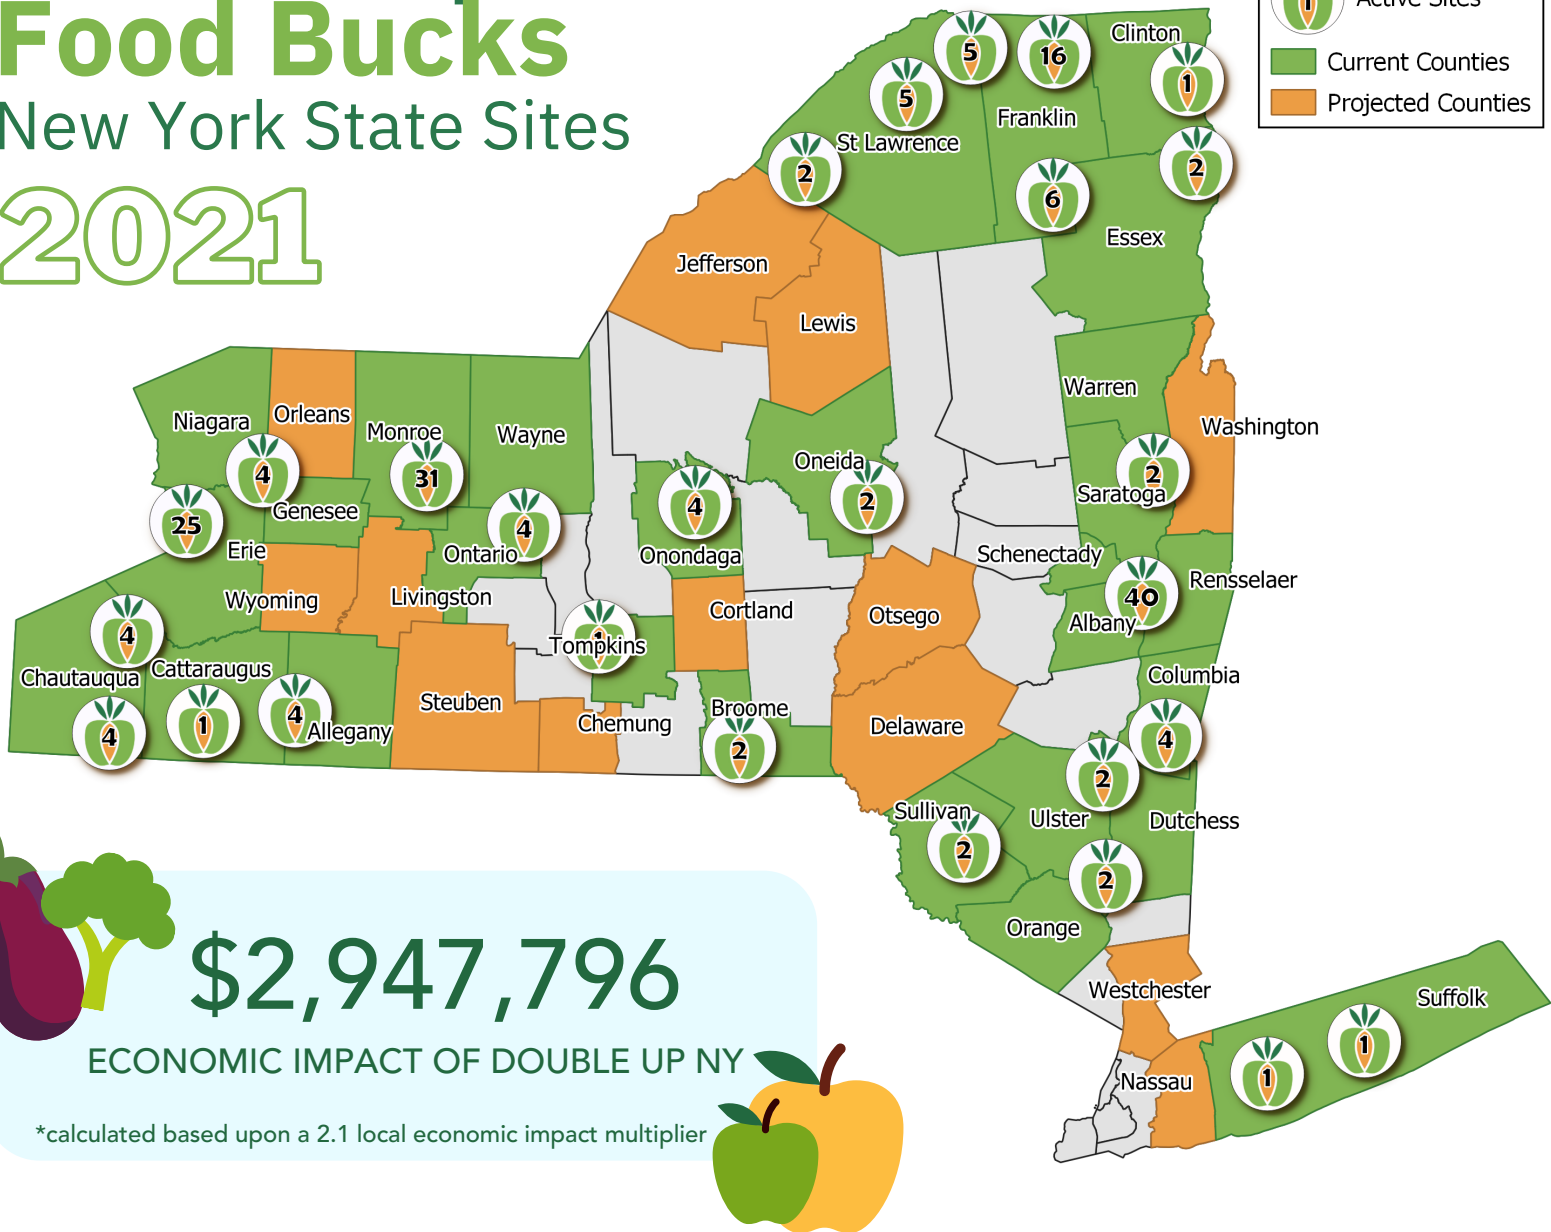 Food Bucks
New York State Sites
2021
1
Active Sites
Current Counties
Projected Counties
5
16
Clinton
1
5
Franklin
St Lawrence
2
2
6
Essex
Jefferson
Lewis
Warren
Niagara
Orleans
Monroe
Wayne
Washington
4
31
Oneida
2
Saratoga
25
Genesee
4
4
2
Erie
Ontario
Onondaga
Schenectady
Rensselaer
Wyoming
Livingston
Cortland
Otsego
40
Albany
4
1
Tompkins
Chautauqua
Cattaraugus
Columbia
Steuben
4
1
4
Allegany
Chemung
Broome
2
Delaware
4
2
Sullivan
Ulster
Dutchess
2
2
Orange
Westchester
Suffolk
1
1
Nassau
$2,947,796
ECONOMIC IMPACT OF DOUBLE UP NY
*calculated based upon a 2.1 local economic impact multiplier